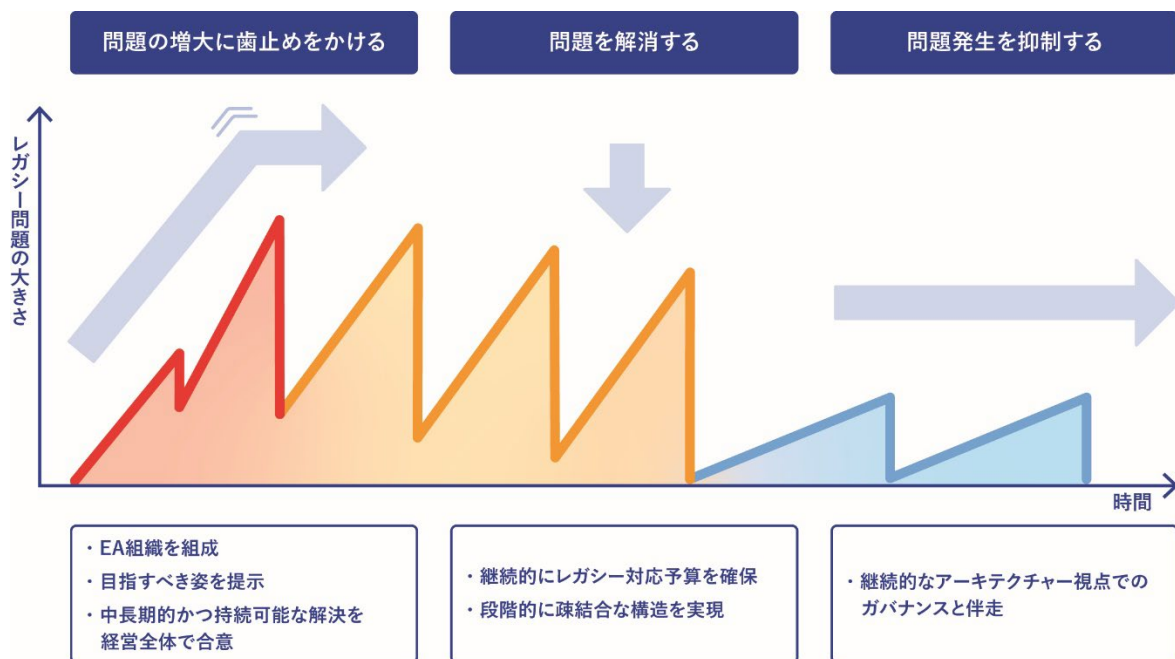 問題の増大に歯止めをかける
問題を解消する
問題発生を抑制する
レガシー問題の大きさ
時間
・EA組織を組成
・目指すべき姿を提示
・中長期的かつ持続可能な解決を
経営全体で合意
・継続的にレガシー対応予算を確保
・段階的に疎結合な構造を実現
・継続的なアーキテクチャー視点での
ガバナンスと伴走